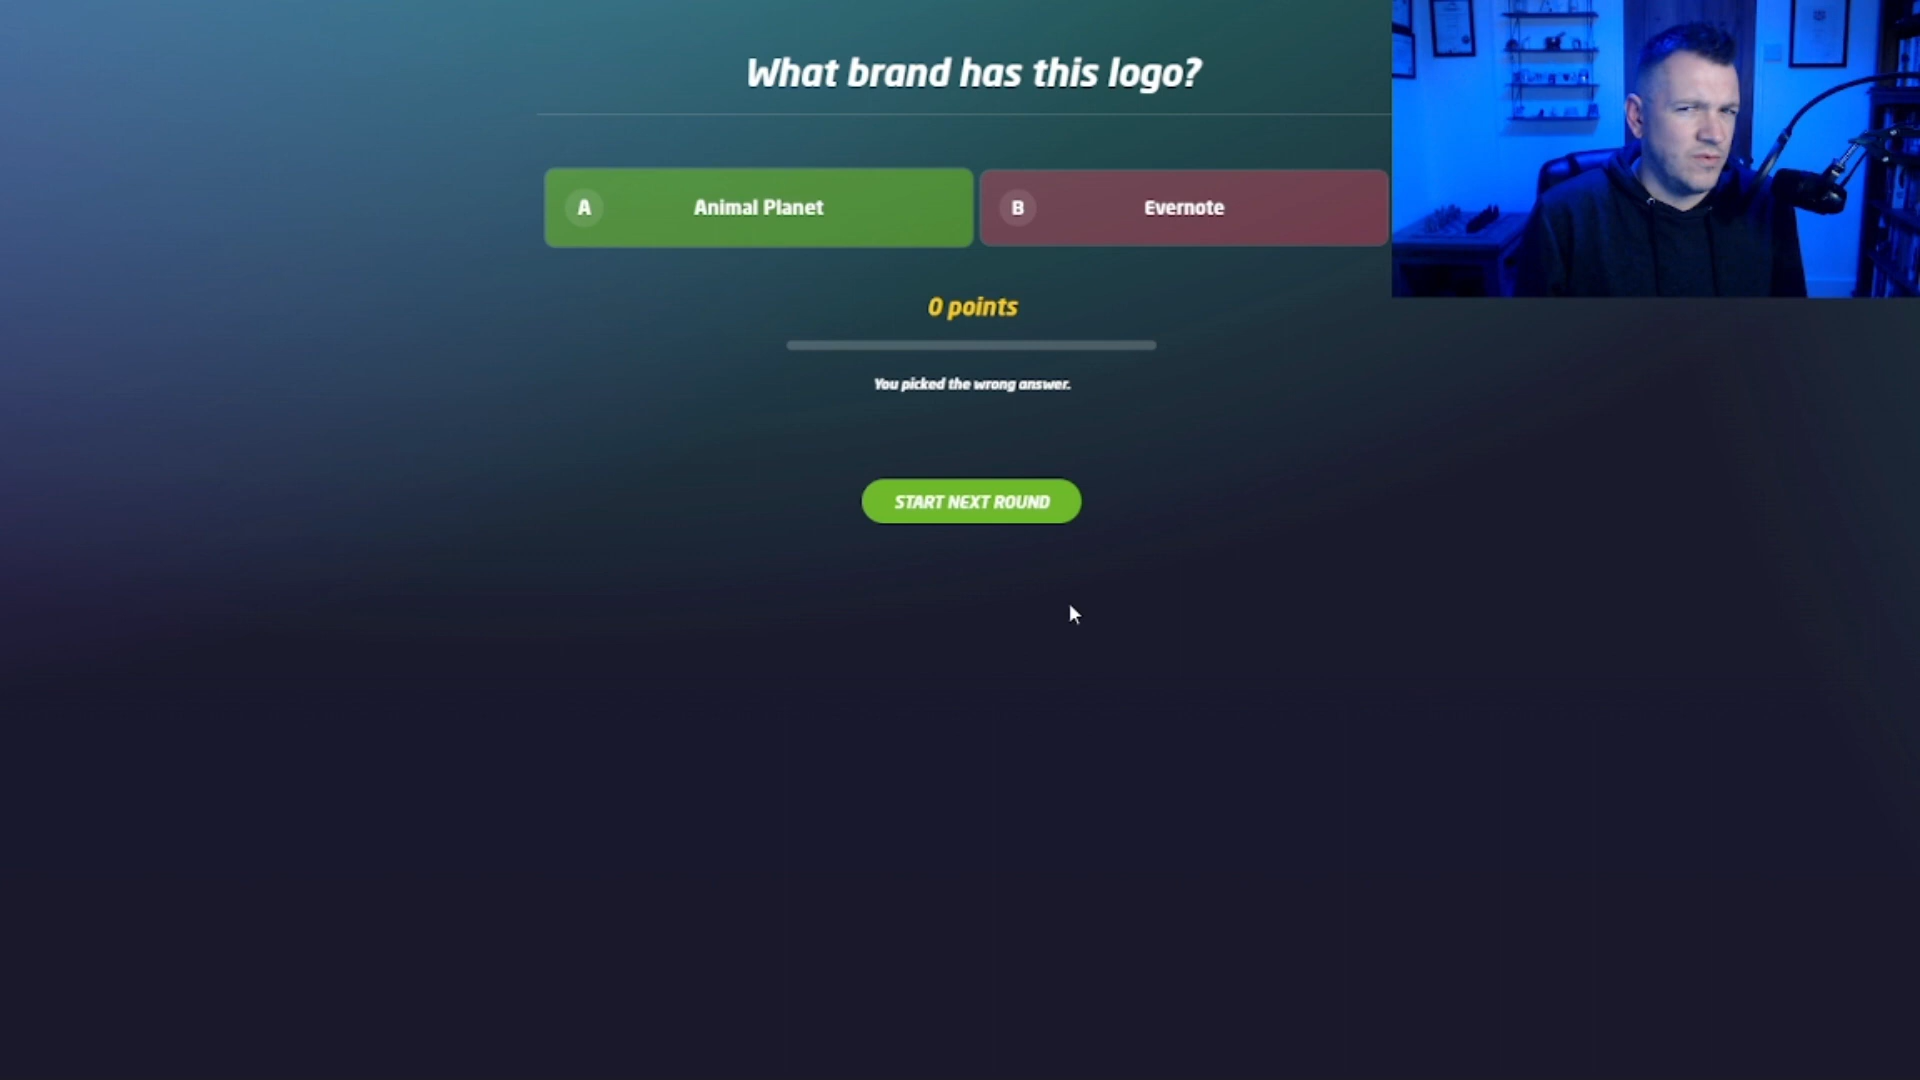 What brand has this logo?
A Animal Planet
B Evernote
0 points
You picked the wrong answer.
START NEXT ROUND